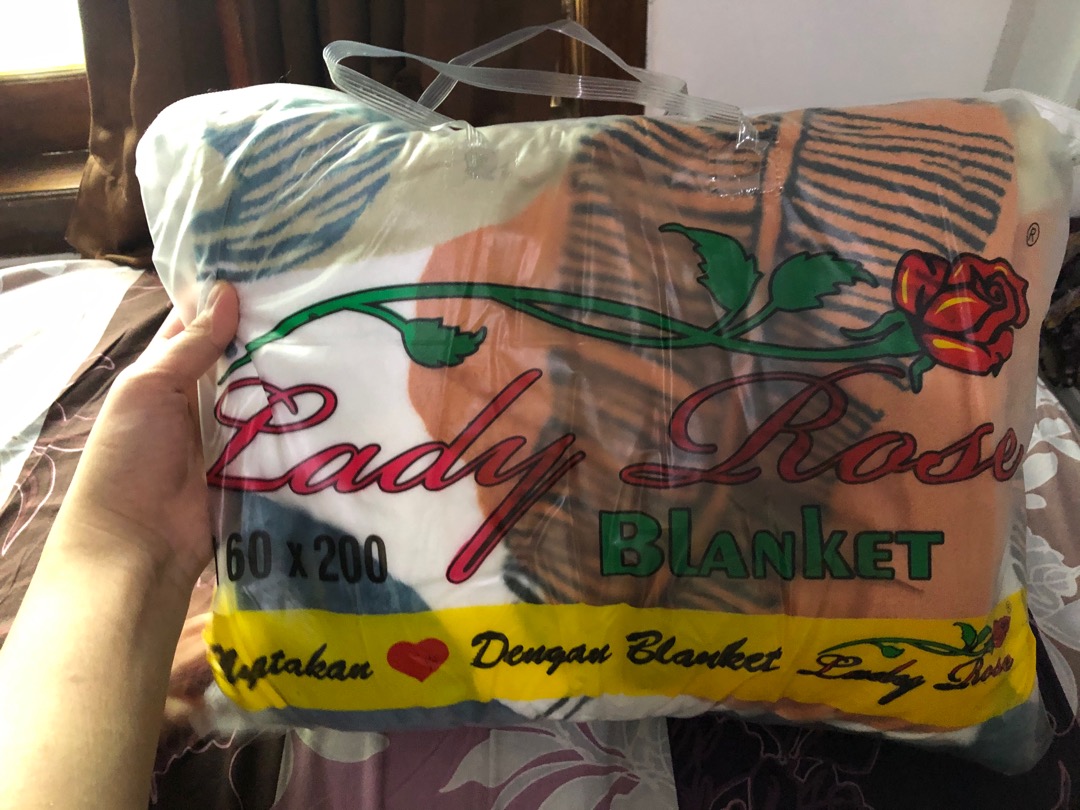 ®
Lady Rose
Blanket
160 x 200
Nyatakan ❤ Dengan Blanket Lady Rose